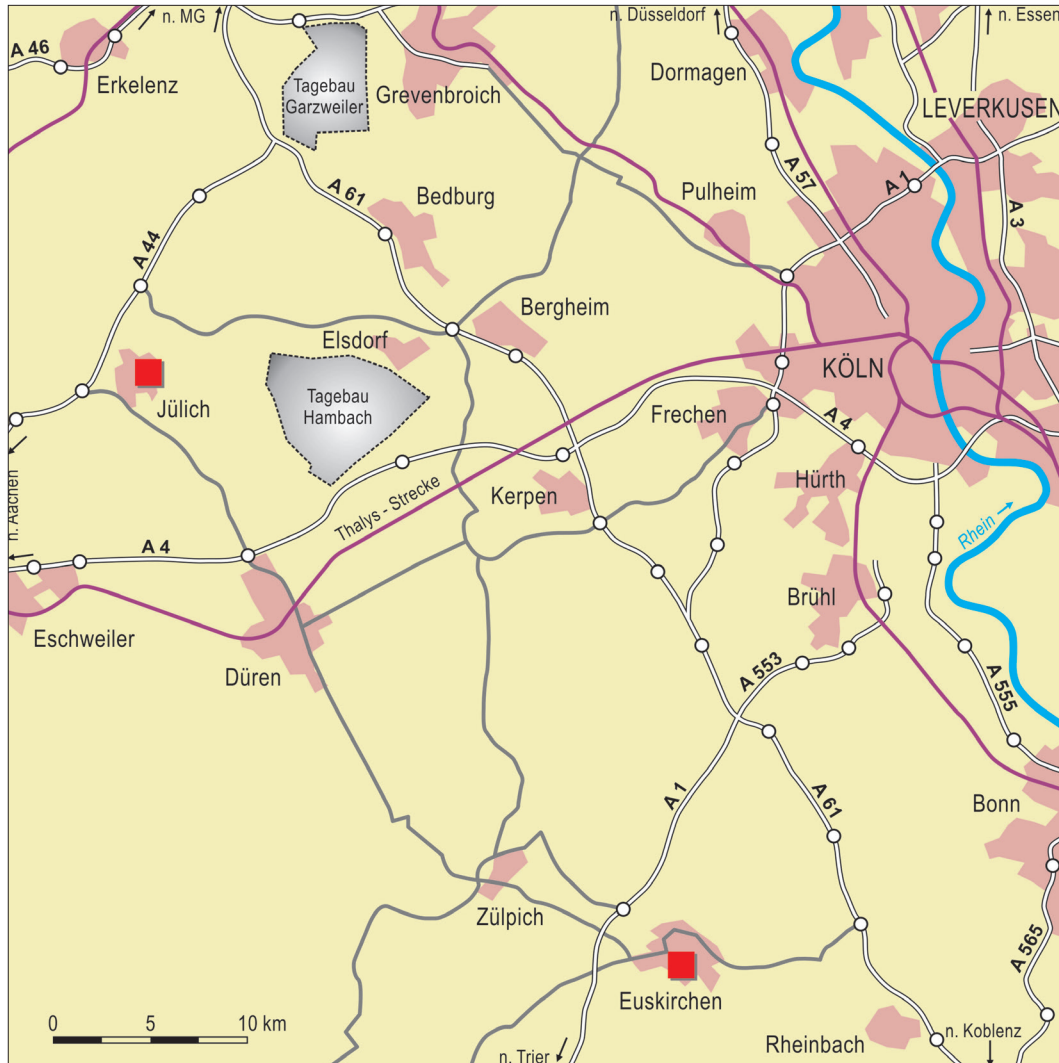 n. MG
n. Düsseldorf
n. Essen
A 46
Erkelenz
Tagebau
Garzweiler
Grevenbroich
Dormagen
LEVERKUSEN
A 57
A 1
A 3
Pulheim
Bedburg
A 61
A 44
Bergheim
Elsdorf
Jülich
Tagebau
Hambach
KÖLN
Frechen
A 4
Hürth
Kerpen
Thalys - Strecke
n. Aachen
A 4
Rhein
Eschweiler
Düren
Brühl
A 553
A 555
A 1
A 61
Bonn
Zülpich
A 565
Euskirchen
Rheinbach
n. Koblenz
n. Trier
0 5 10 km